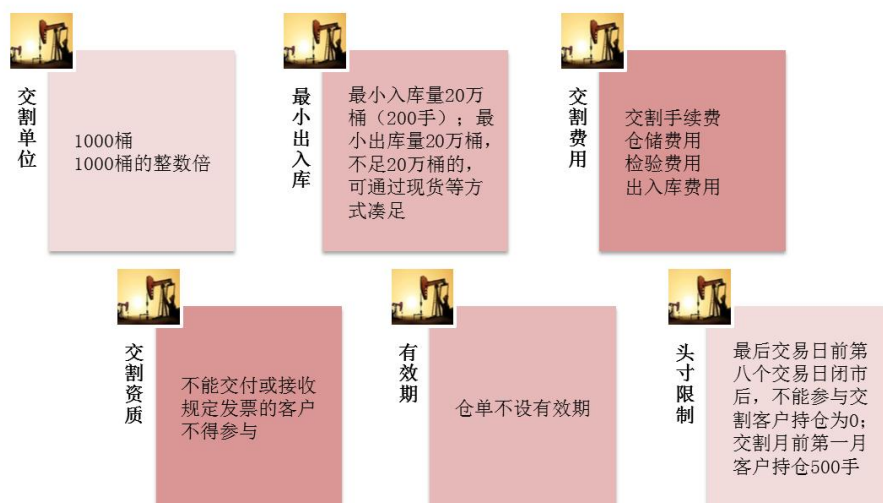 交割单位
1000桶
1000桶的整数倍
最小出入库
最小入库量20万
桶（200手）；最
小出库量20万桶，
不足20万桶的，
可通过现货等方
式凑足
交割费用
交割手续费
仓储费用
检验费用
出入库费用
交割资质
不能交付或接收
规定发票的客户
不得参与
有效期
仓单不设有效期
头寸限制
最后交易日前第
八个交易日闭市
后，不能参与交
割客户持仓为0；
交割月前第一月
客户持仓500手